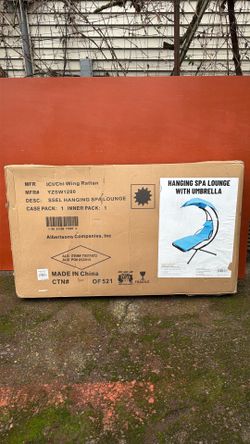 MFR: ICI/Chi Wing Rattan
MFR# YZSW1200
DESC: SSEL HANGING SPA LOUNGE
CASE PACK: 1 INNER PACK: 1
Albertsons Companies, Inc
MADE IN China
CTN# OF 521
FRAGILE
HANGING SPA LOUNGE
WITH UMBRELLA